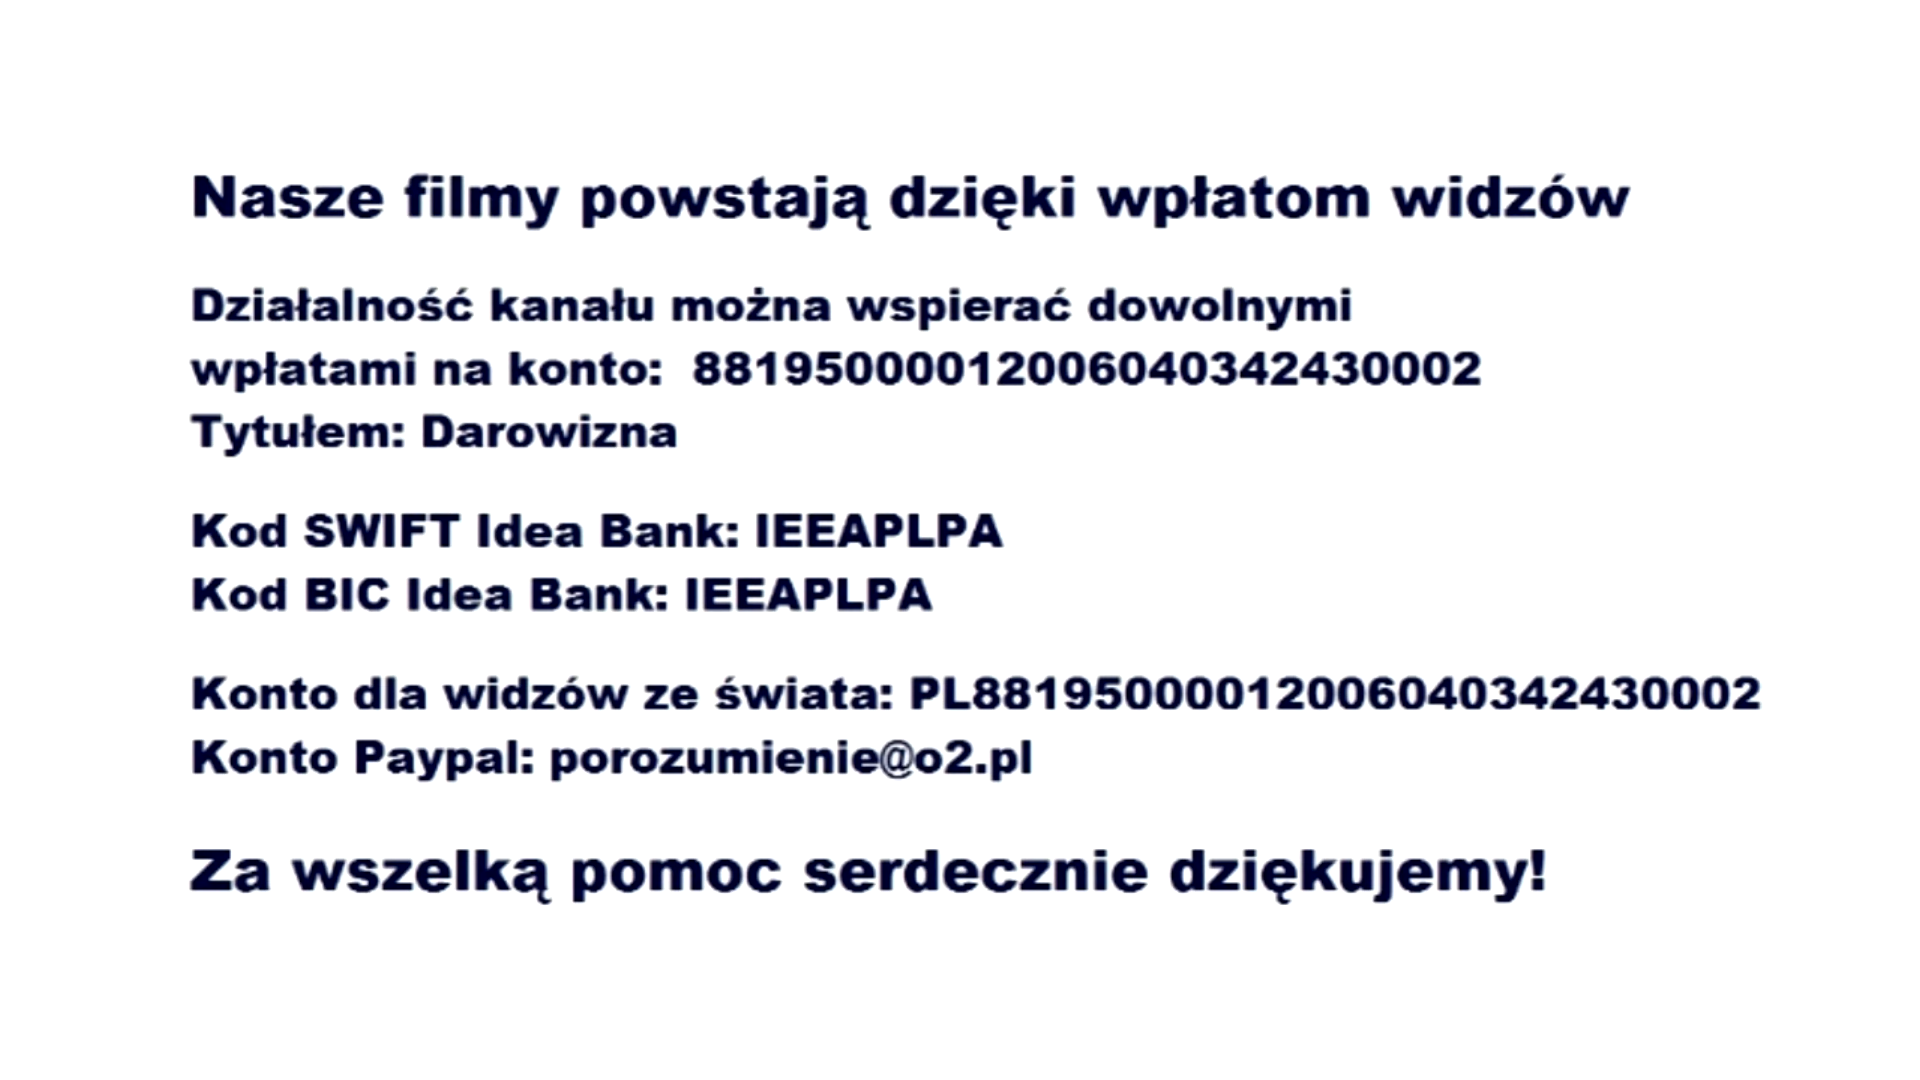 Nasze filmy powstają dzięki wpłatom widzów
Działalność kanału można wspierać dowolnymi
wpłatami na konto: 88195000012006040342430002
Tytułem: Darowizna
Kod SWIFT Idea Bank: IEEAPLPA
Kod BIC Idea Bank: IEEAPLPA
Konto dla widzów ze świata: PL88195000012006040342430002
Konto Paypal: porozumienie@o2.pl
Za wszelką pomoc serdecznie dziękujemy!